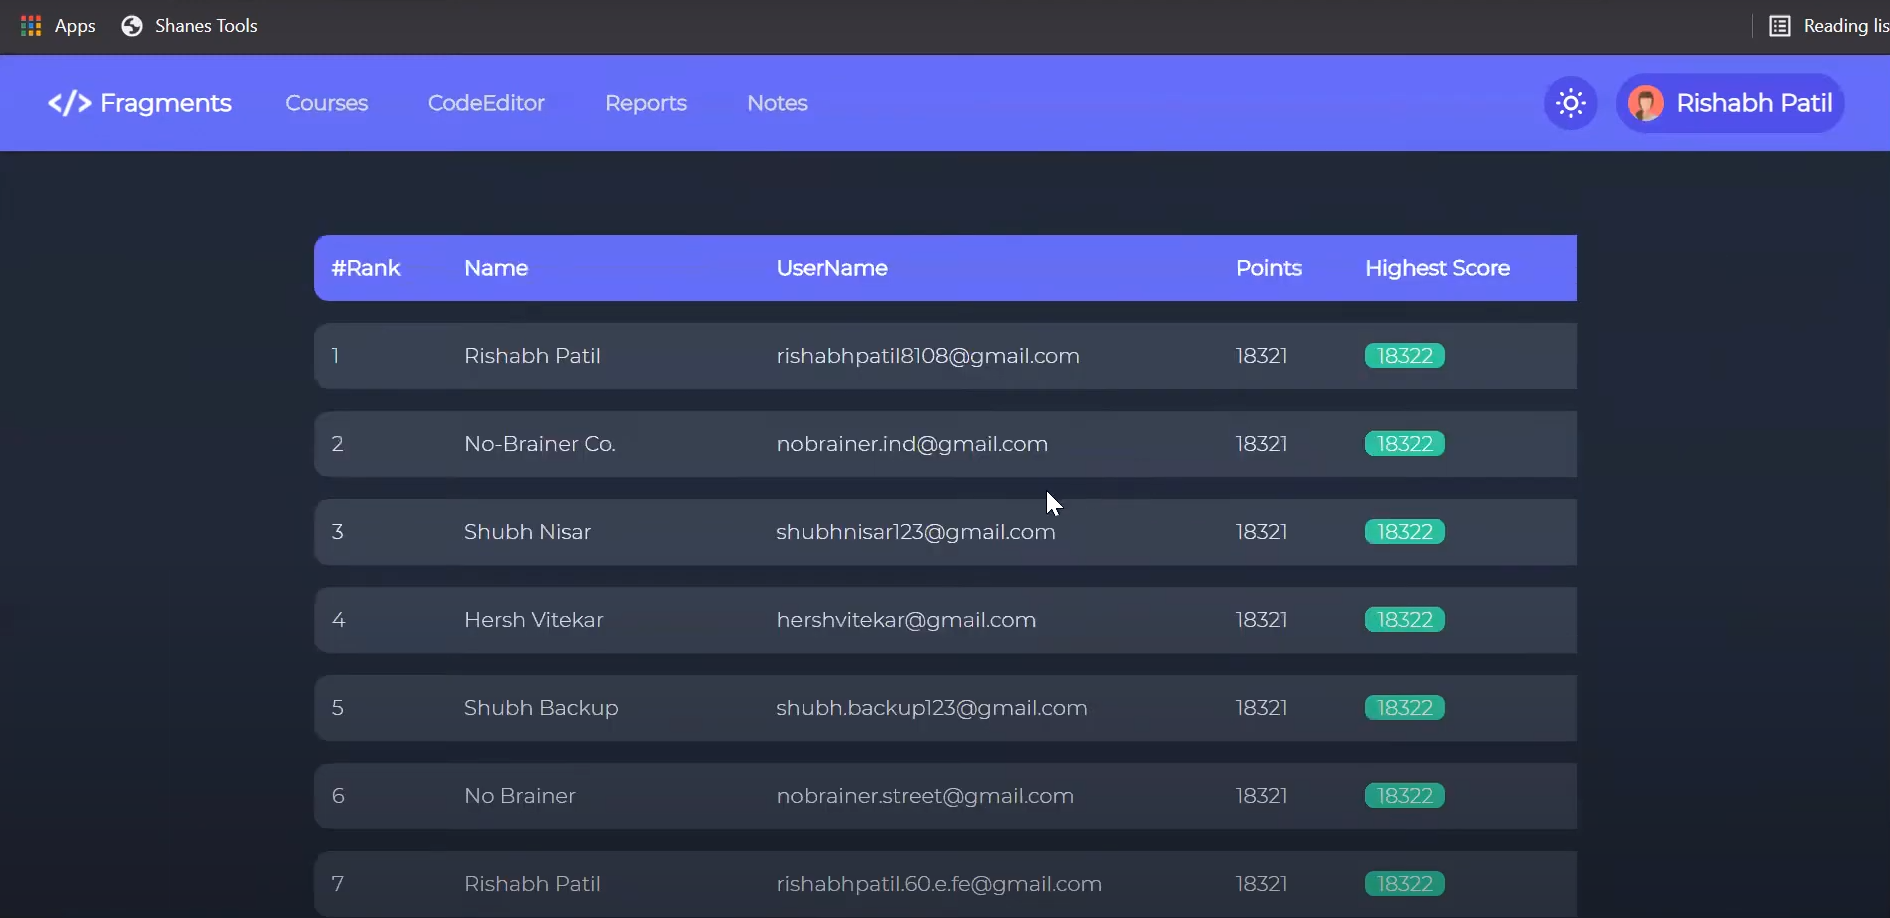 Apps Shanes Tools Reading lis
</> Fragments Courses CodeEditor Reports Notes Rishabh Patil
#Rank Name UserName Points Highest Score
1 Rishabh Patil rishabhpatil8108@gmail.com 18321 18322
2 No-Brainer Co. nobrainer.ind@gmail.com 18321 18322
3 Shubh Nisar shubhnisar123@gmail.com 18321 18322
4 Hersh Vitekar hershvitekar@gmail.com 18321 18322
5 Shubh Backup shubh.backup123@gmail.com 18321 18322
6 No Brainer nobrainer.street@gmail.com 18321 18322
7 Rishabh Patil rishabhpatil.60.e.fe@gmail.com 18321 18322